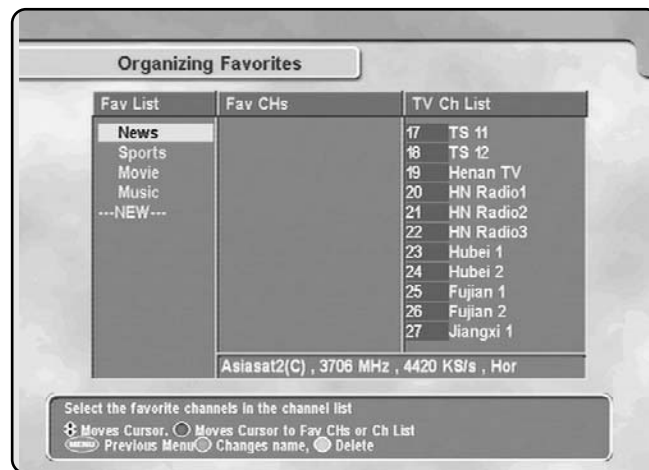 Organizing Favorites
Fav List
News
Sports
Movie
Music
---NEW---
Fav CHs
TV Ch List
17 TS 11
18 TS 12
19 Henan TV
20 HN Radio1
21 HN Radio2
22 HN Radio3
23 Hubei 1
24 Hubei 2
25 Fujian 1
26 Fujian 2
27 Jiangxi 1
Asiasat2(C) , 3706 MHz , 4420 KS/s , Hor
Select the favorite channels in the channel list
Moves Cursor, Moves Cursor to Fav CHs or Ch List
MENU Previous Menu Changes name, Delete